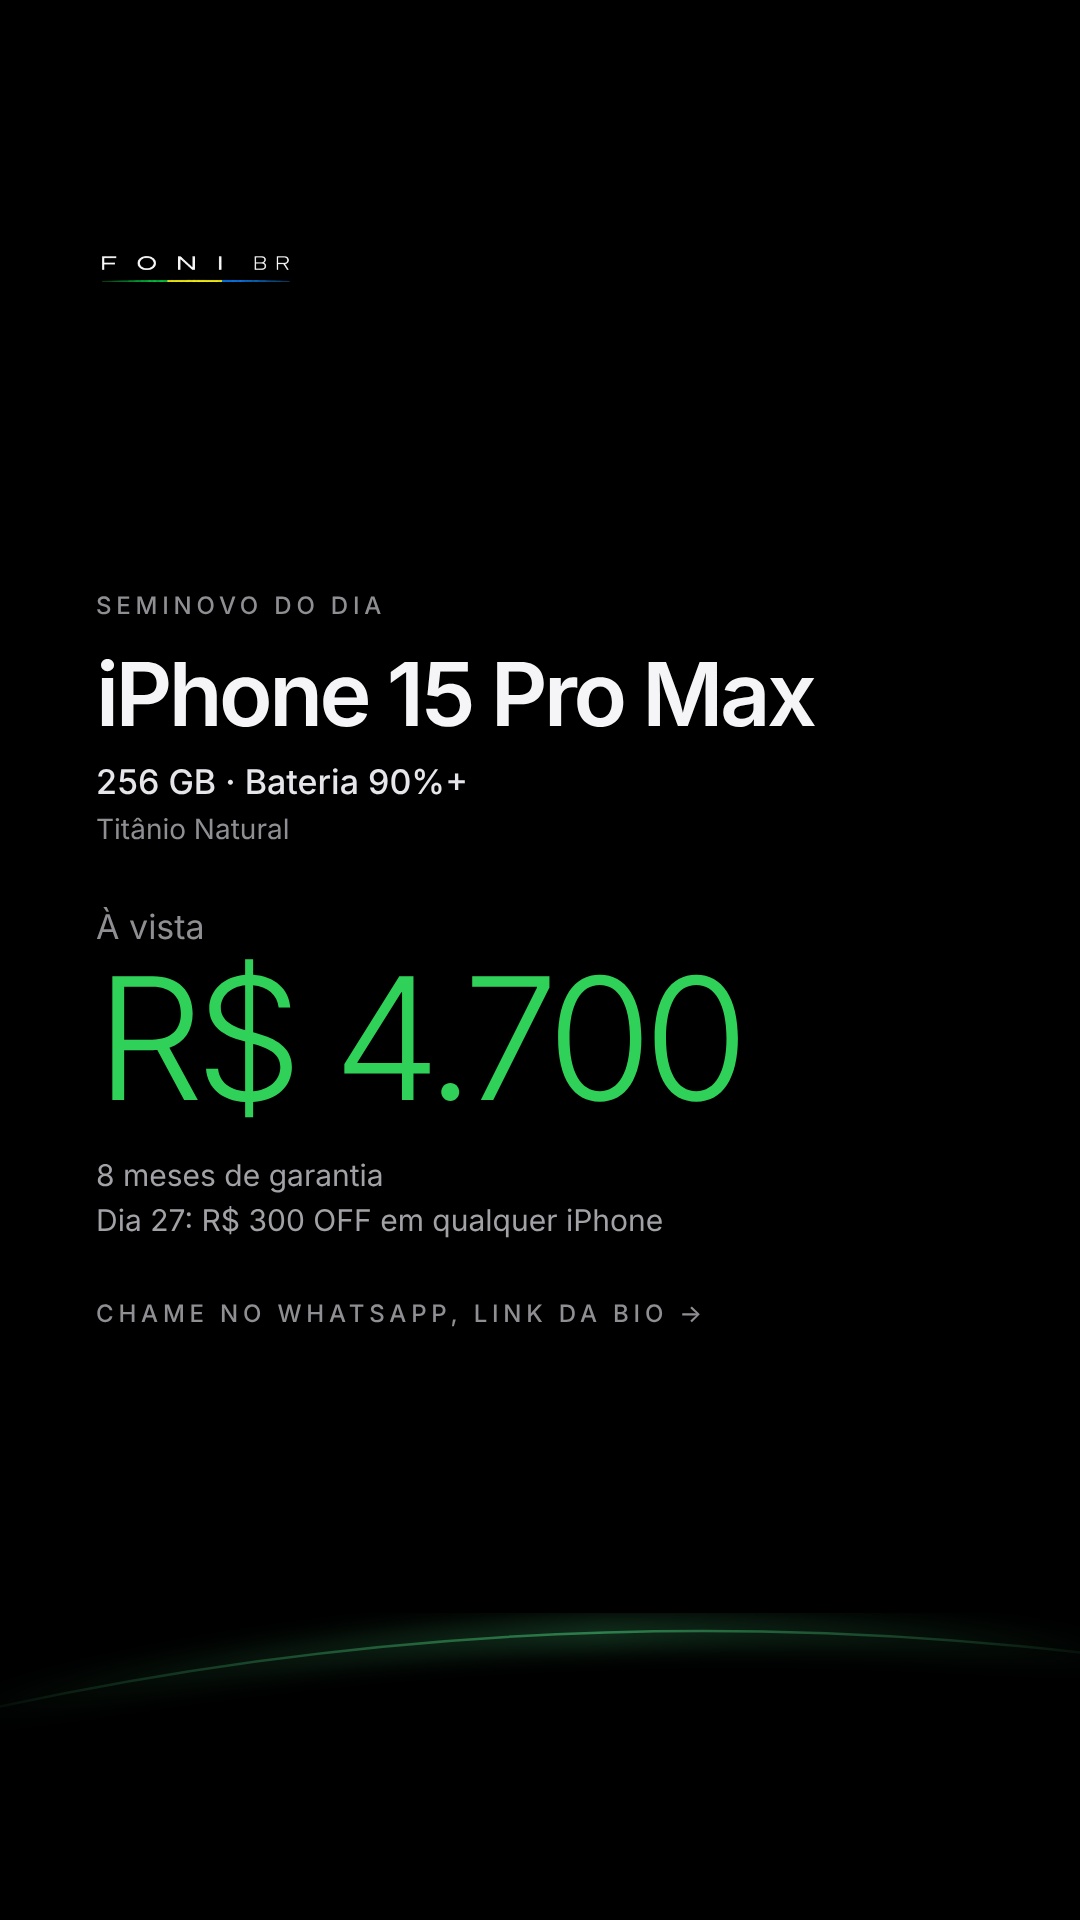 FONI BR
SEMINOVO DO DIA
iPhone 15 Pro Max
256 GB · Bateria 90%+
Titânio Natural
À vista
R$ 4.700
8 meses de garantia
Dia 27: R$ 300 OFF em qualquer iPhone
CHAME NO WHATSAPP, LINK DA BIO →